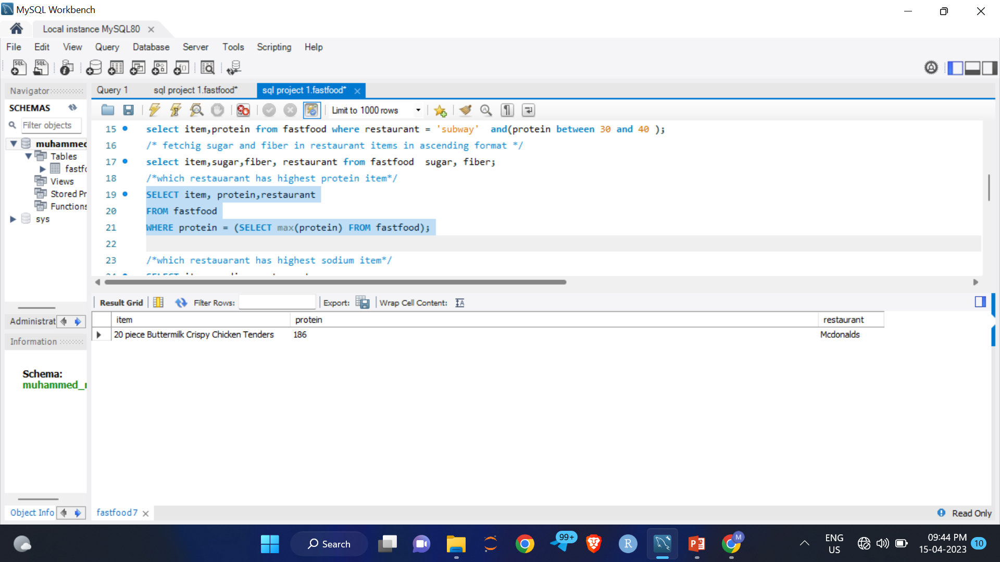 MySQL Workbench
Local instance MySQL80
File Edit View Query Database Server Tools Scripting Help
Navigator
SCHEMAS
Filter objects
muhammed
Tables
fastfo
Views
Stored Pr
Functions
sys
Administrat
Information
Schema:
muhammed_
Object Info
Query 1 sql project 1.fastfood* sql project 1.fastfood*
Limit to 1000 rows
15 select item,protein from fastfood where restaurant = 'subway' and(protein between 30 and 40 );
16 /* fetchig sugar and fiber in restaurant items in ascending format */
17 select item,sugar,fiber, restaurant from fastfood sugar, fiber;
18 /*which restauarant has highest protein item*/
19 SELECT item, protein,restaurant
20 FROM fastfood
21 WHERE protein = (SELECT max(protein) FROM fastfood);
22
23 /*which restauarant has highest sodium item*/
Result Grid Filter Rows: Export: Wrap Cell Content:
item protein restaurant
20 piece Buttermilk Crispy Chicken Tenders 186 Mcdonalds
fastfood7
Read Only
Search
99+
R
M
ENG
US
09:44 PM
15-04-2023
10